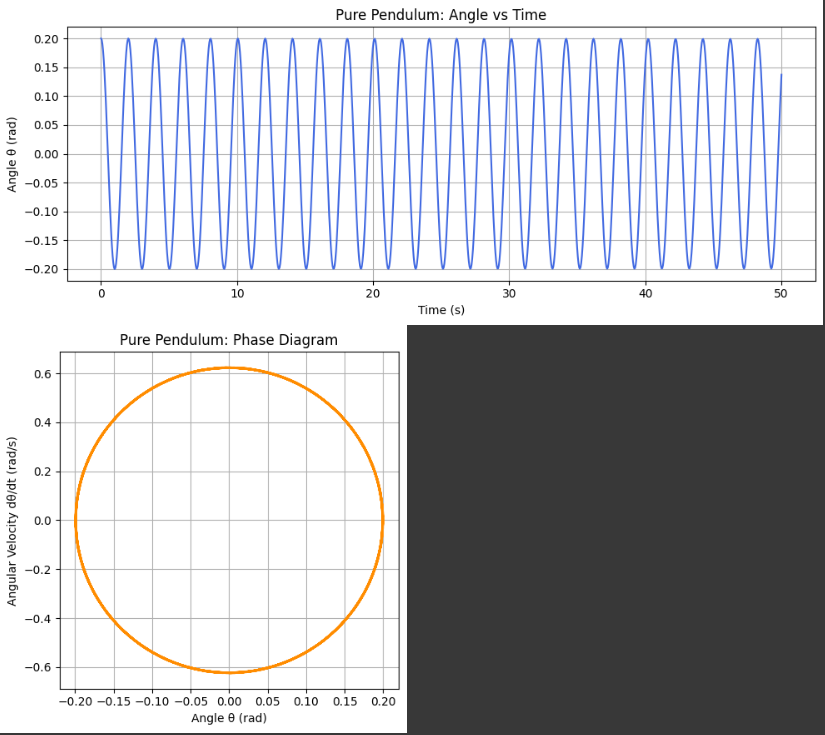 Pure Pendulum: Angle vs Time
Angle θ (rad)
0.20
0.15
0.10
0.05
0.00
−0.05
−0.10
−0.15
−0.20
0 10 20 30 40 50
Time (s)
Pure Pendulum: Phase Diagram
Angular Velocity dθ/dt (rad/s)
0.6
0.4
0.2
0.0
−0.2
−0.4
−0.6
−0.20 −0.15 −0.10 −0.05 0.00 0.05 0.10 0.15 0.20
Angle θ (rad)